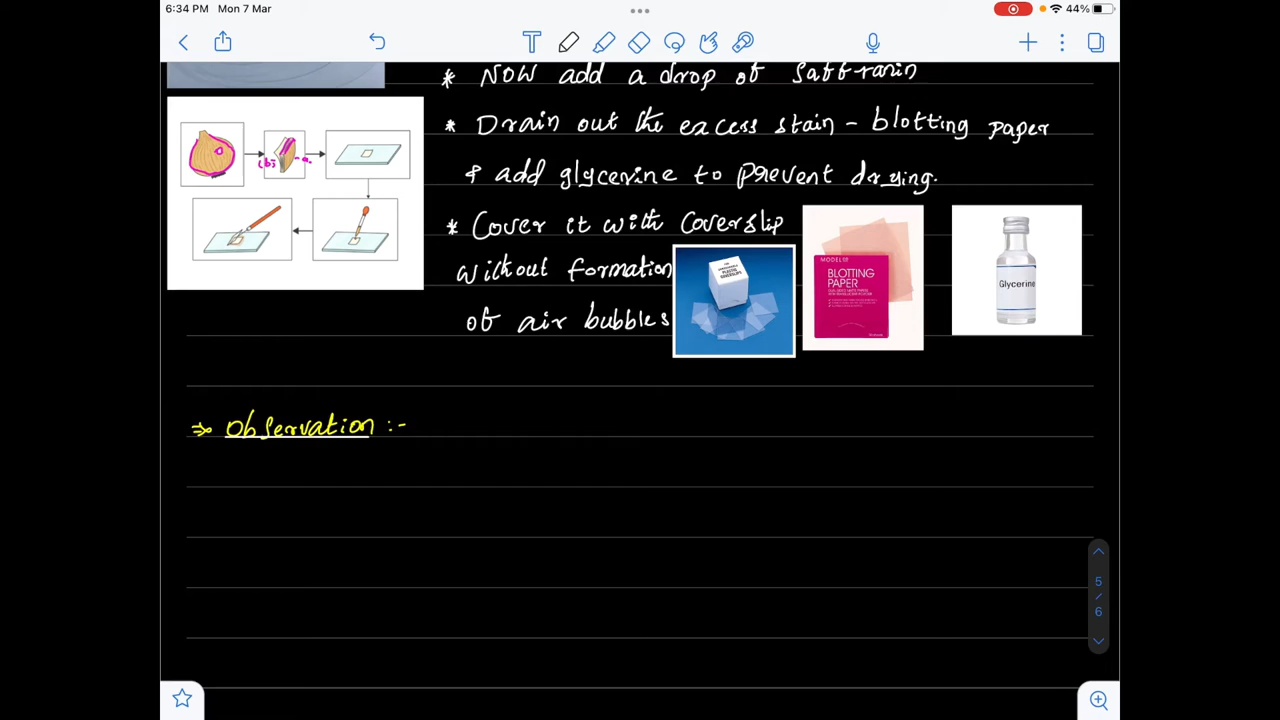 6:34 PM Mon 7 Mar
44%
* Now add a drop of Saffranin
* Drain out the excess stain - blotting paper
& add glycerine to prevent drying.
* Cover it with Coverslip
without formation
of air bubbles
(b)
a.
PLASTIC
COVERSLIPS
BLOTTING
PAPER
Glycerine
⇒ Observation :-
5
/
6